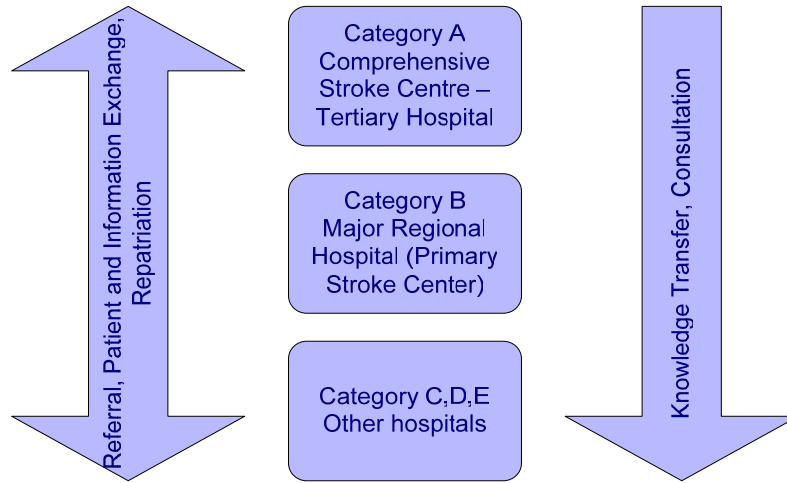 Referral, Patient and Information Exchange,
Repatriation
Category A
Comprehensive
Stroke Centre –
Tertiary Hospital
Category B
Major Regional
Hospital (Primary
Stroke Center)
Category C,D,E
Other hospitals
Knowledge Transfer, Consultation